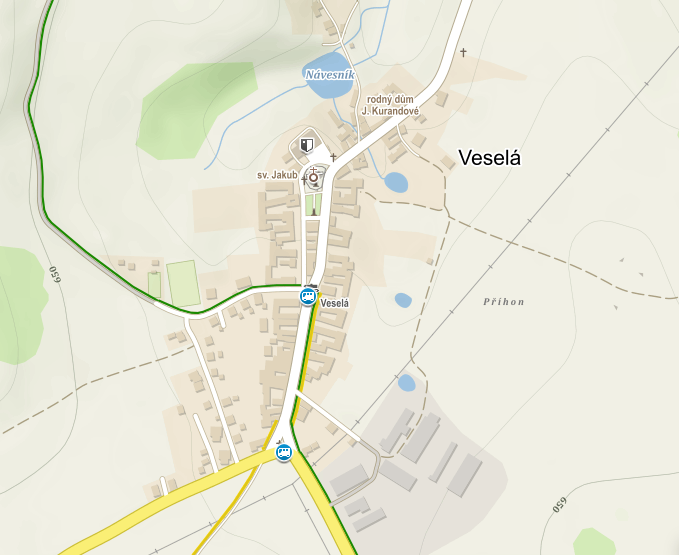 Návesník
rodný dům
J. Kurandové
Veselá
sv. Jakub
650
Příhon
Veselá
650